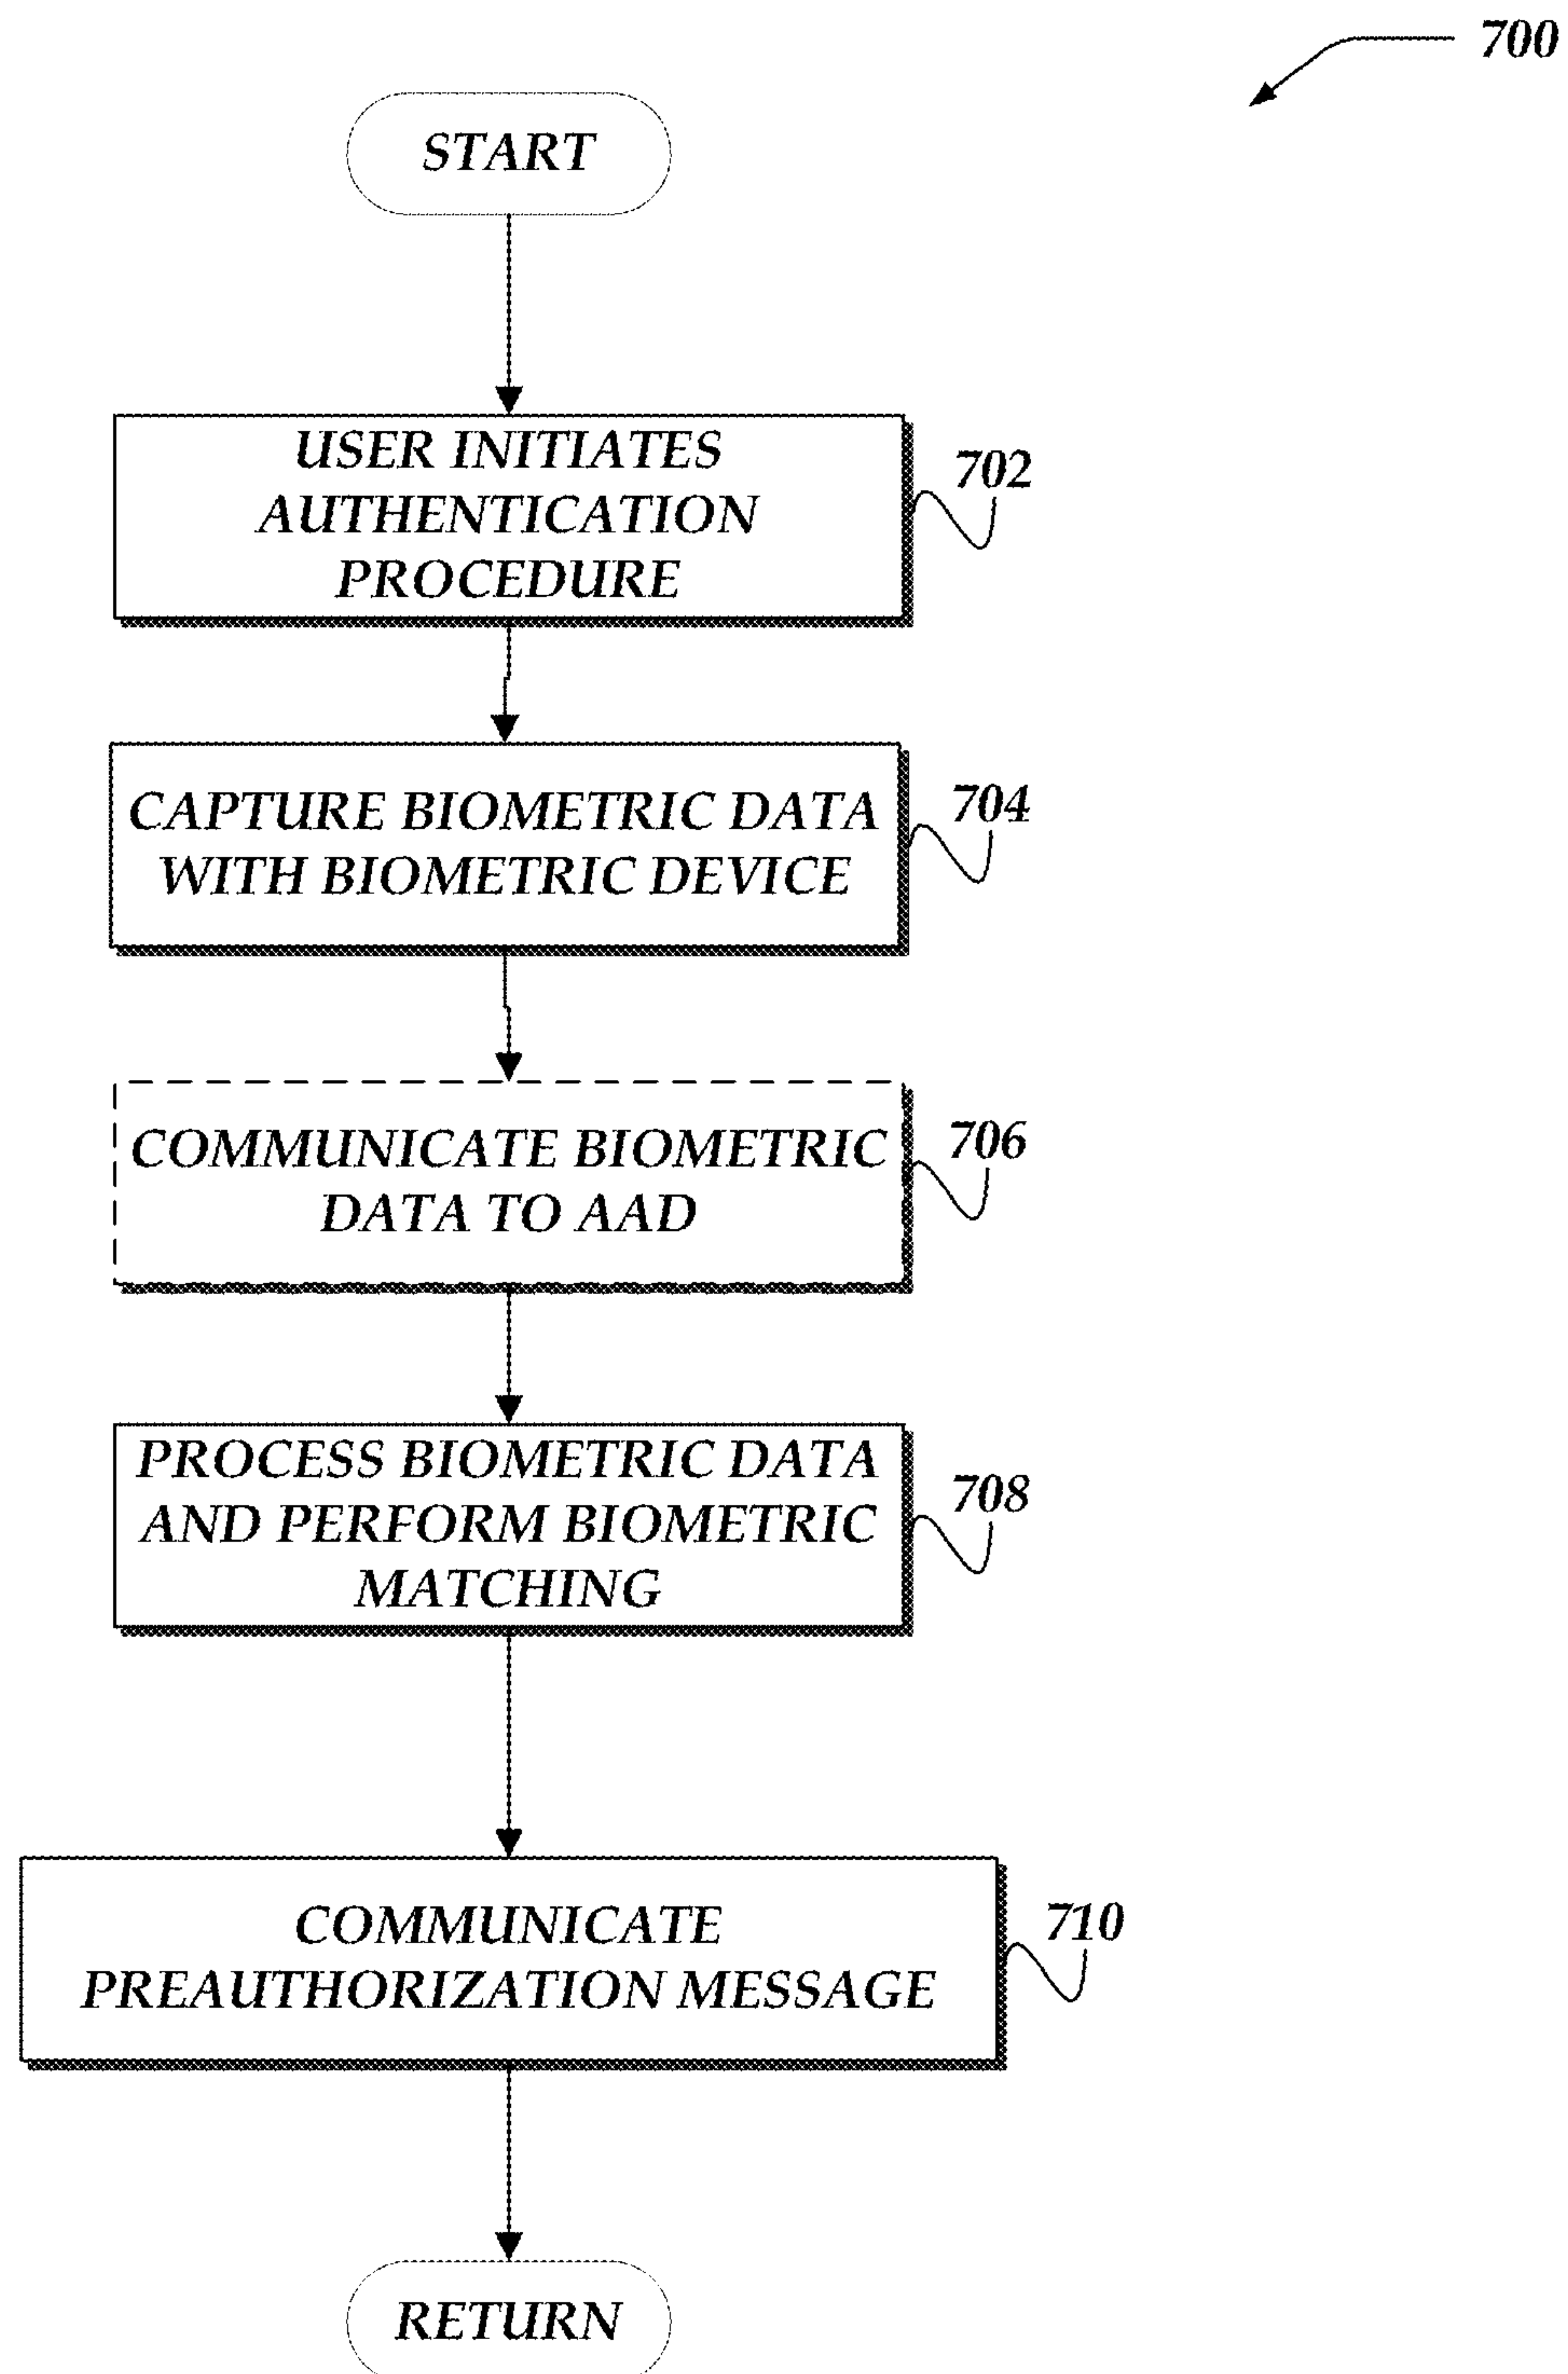 700
START
USER INITIATES
AUTHENTICATION
PROCEDURE
702
CAPTURE BIOMETRIC DATA
WITH BIOMETRIC DEVICE
704
COMMUNICATE BIOMETRIC
DATA TO AAD
706
PROCESS BIOMETRIC DATA
AND PERFORM BIOMETRIC
MATCHING
708
COMMUNICATE
PREAUTHORIZATION MESSAGE
710
RETURN